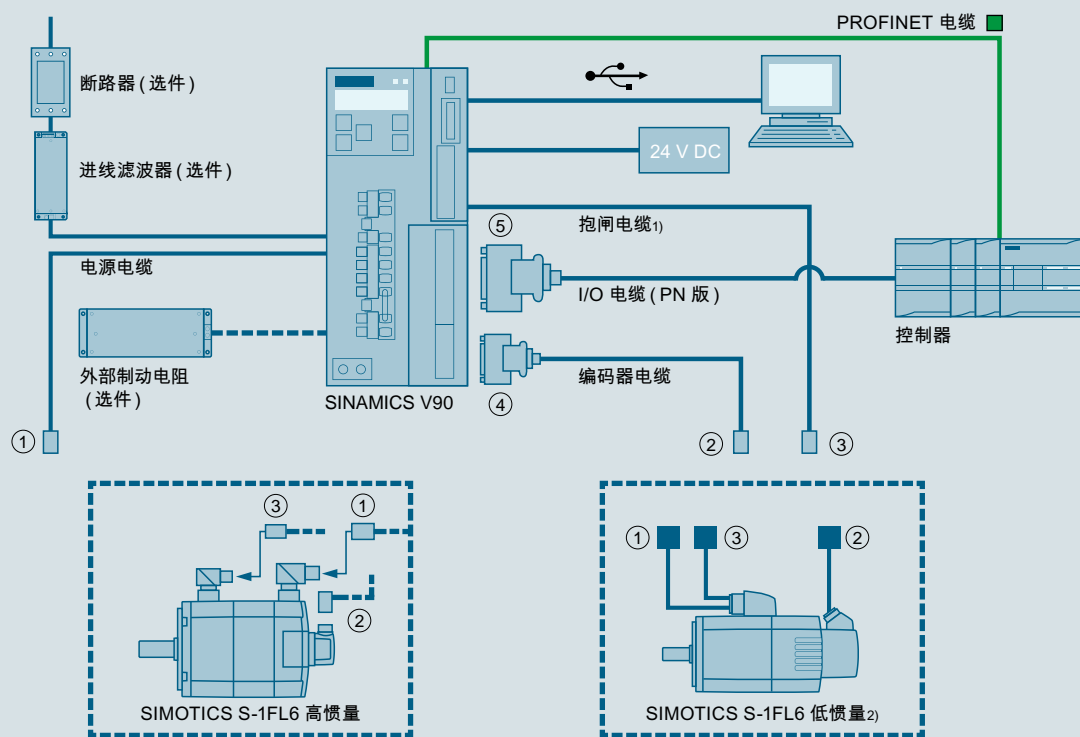 PROFINET 电缆
断路器 ( 选件 )
进线滤波器 ( 选件 )
24 V DC
⑤
抱闸电缆1)
电源电缆
I/O 电缆 ( PN 版 )
控制器
外部制动电阻
( 选件 )
编码器电缆
SINAMICS V90
④
①
②
③
③
①
②
SIMOTICS S-1FL6 高惯量
①
③
②
SIMOTICS S-1FL6 低惯量2)